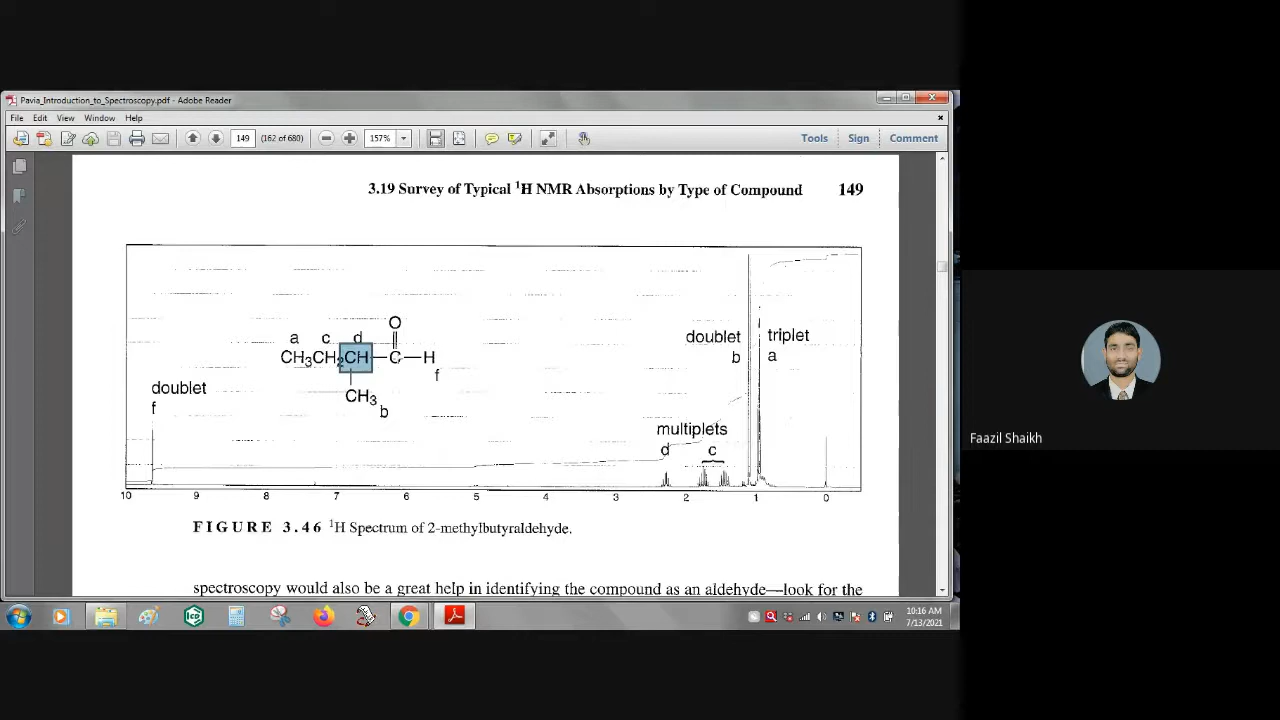 Pavia_Introduction_to_Spectroscopy.pdf - Adobe Reader
File Edit View Window Help
149 (162 of 680) 157% Tools Sign Comment
3.19 Survey of Typical ¹H NMR Absorptions by Type of Compound 149
O
a c d
CH₃CH₂CH—C—H
f
CH₃
b
doublet
f
doublet
b
triplet
a
multiplets
d c
10 9 8 7 6 5 4 3 2 1 0
FIGURE 3.46 ¹H Spectrum of 2-methylbutyraldehyde.
spectroscopy would also be a great help in identifying the compound as an aldehyde—look for the
10:16 AM
7/13/2021
Faazil Shaikh